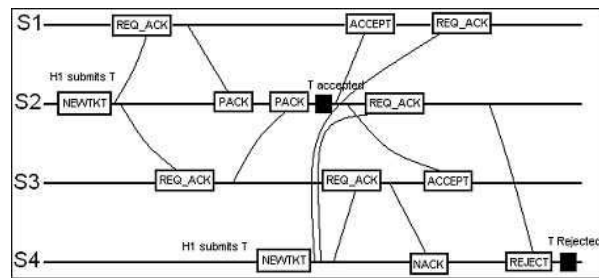 S1
REQ_ACK
ACCEPT
REQ_ACK
H1 submits T
T accepted
S2
NEWTKT
PACK
PACK
REQ_ACK
S3
REQ_ACK
REQ_ACK
ACCEPT
H1 submits T
T Rejected
S4
NEWTKT
NACK
REJECT